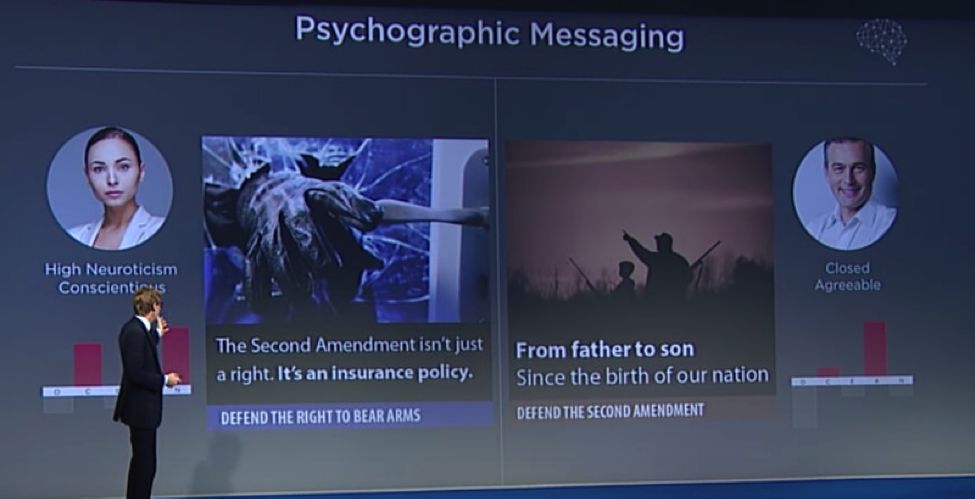 Psychographic Messaging
High Neuroticism
Conscientious
The Second Amendment isn't just
a right. It's an insurance policy.
DEFEND THE RIGHT TO BEAR ARMS
From father to son
Since the birth of our nation
DEFEND THE SECOND AMENDMENT
Closed
Agreeable
O C N
O C E A N